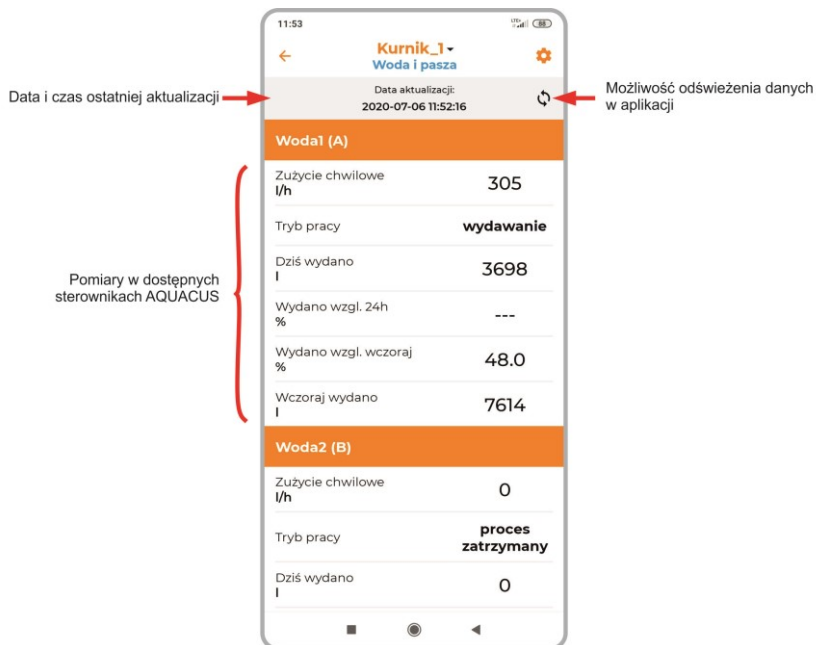 11:53
LTE+
88
Kurnik_1
Woda i pasza
Data i czas ostatniej aktualizacji
Data aktualizacji:
2020-07-06 11:52:16
Możliwość odświeżenia danych
w aplikacji
Woda1 (A)
Pomiary w dostępnych
sterownikach AQUACUS
Zużycie chwilowe
l/h
305
Tryb pracy
wydawanie
Dziś wydano
l
3698
Wydano wzgl. 24h
%
---
Wydano wzgl. wczoraj
%
48.0
Wczoraj wydano
l
7614
Woda2 (B)
Zużycie chwilowe
l/h
0
Tryb pracy
proces
zatrzymany
Dziś wydano
l
0